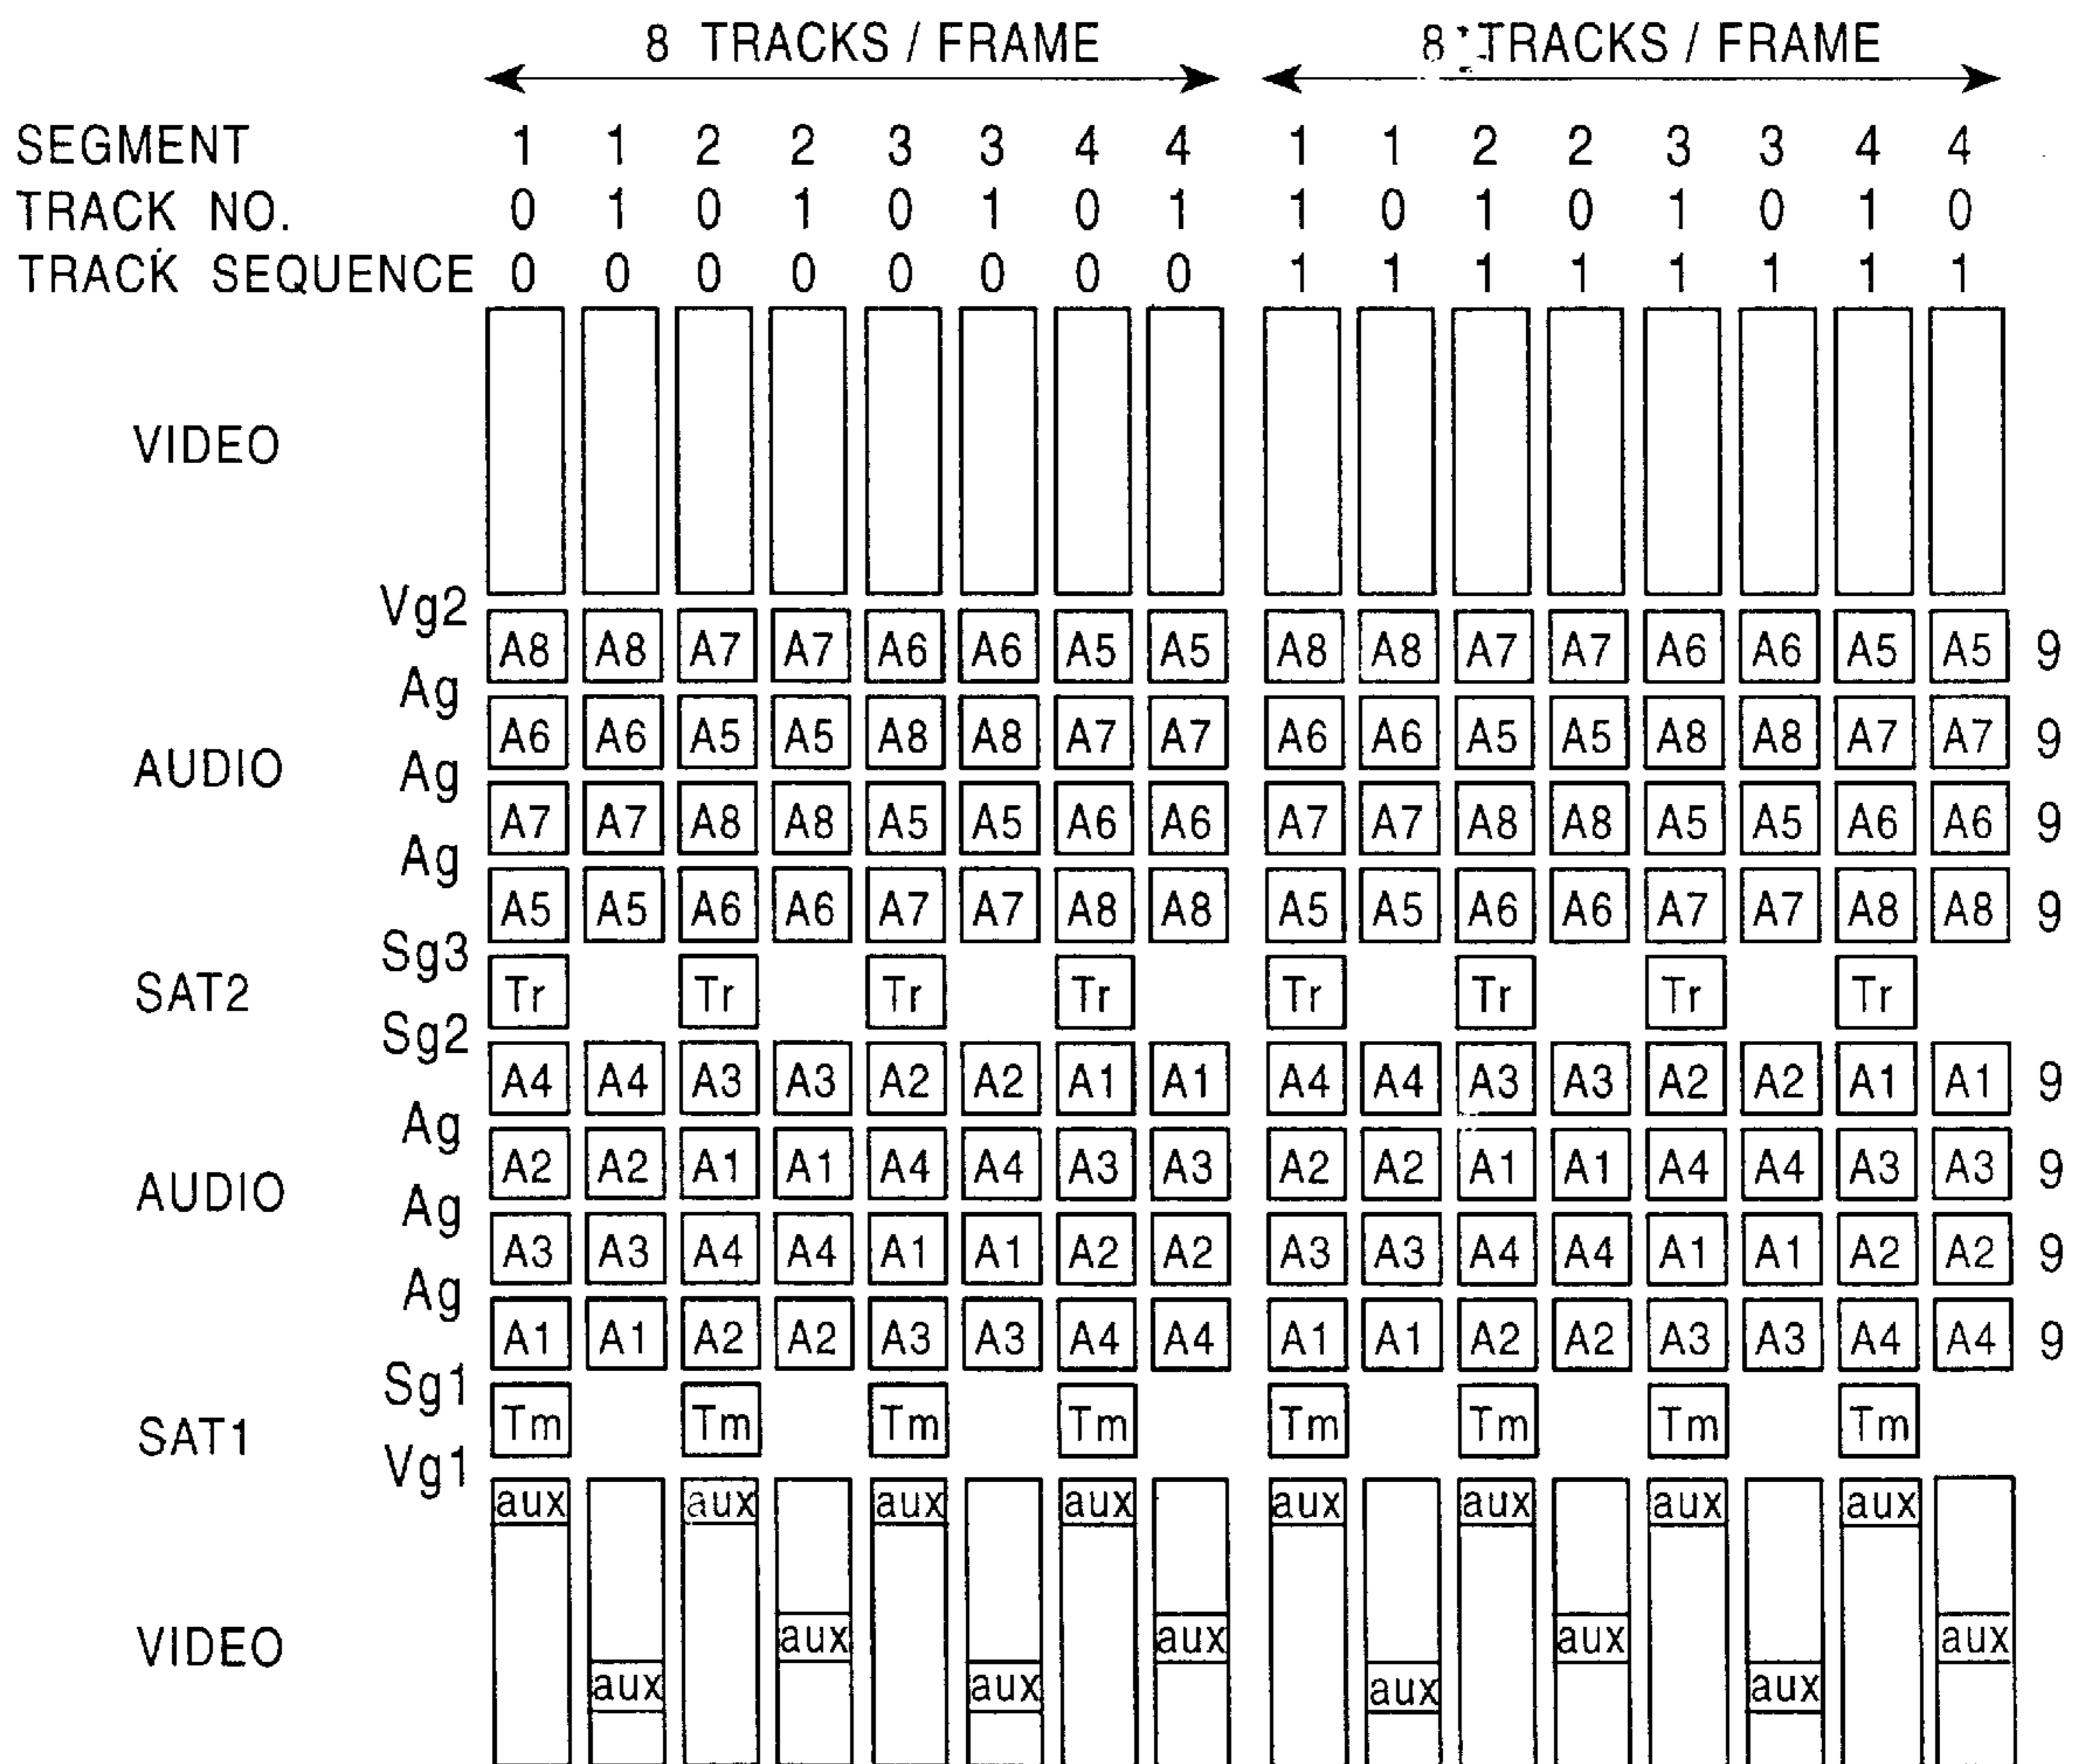 8 TRACKS / FRAME 8 TRACKS / FRAME
SEGMENT 1 1 2 2 3 3 4 4 1 1 2 2 3 3 4 4
TRACK NO. 0 1 0 1 0 1 0 1 1 0 1 0 1 0 1 0
TRACK SEQUENCE 0 0 0 0 0 0 0 0 1 1 1 1 1 1 1 1
VIDEO
Vg2
A8 A8 A7 A7 A6 A6 A5 A5 A8 A8 A7 A7 A6 A6 A5 A5 9
Ag
A6 A6 A5 A5 A8 A8 A7 A7 A6 A6 A5 A5 A8 A8 A7 A7 9
AUDIO Ag
A7 A7 A8 A8 A5 A5 A6 A6 A7 A7 A8 A8 A5 A5 A6 A6 9
Ag
A5 A5 A6 A6 A7 A7 A8 A8 A5 A5 A6 A6 A7 A7 A8 A8 9
Sg3
SAT2 Tr Tr Tr Tr Tr Tr Tr Tr
Sg2
A4 A4 A3 A3 A2 A2 A1 A1 A4 A4 A3 A3 A2 A2 A1 A1 9
Ag
A2 A2 A1 A1 A4 A4 A3 A3 A2 A2 A1 A1 A4 A4 A3 A3 9
AUDIO Ag
A3 A3 A4 A4 A1 A1 A2 A2 A3 A3 A4 A4 A1 A1 A2 A2 9
Ag
A1 A1 A2 A2 A3 A3 A4 A4 A1 A1 A2 A2 A3 A3 A4 A4 9
Sg1
SAT1 Tm Tm Tm Tm Tm Tm Tm Tm
Vg1
aux aux aux aux aux aux aux aux
VIDEO aux aux aux aux
aux aux aux aux